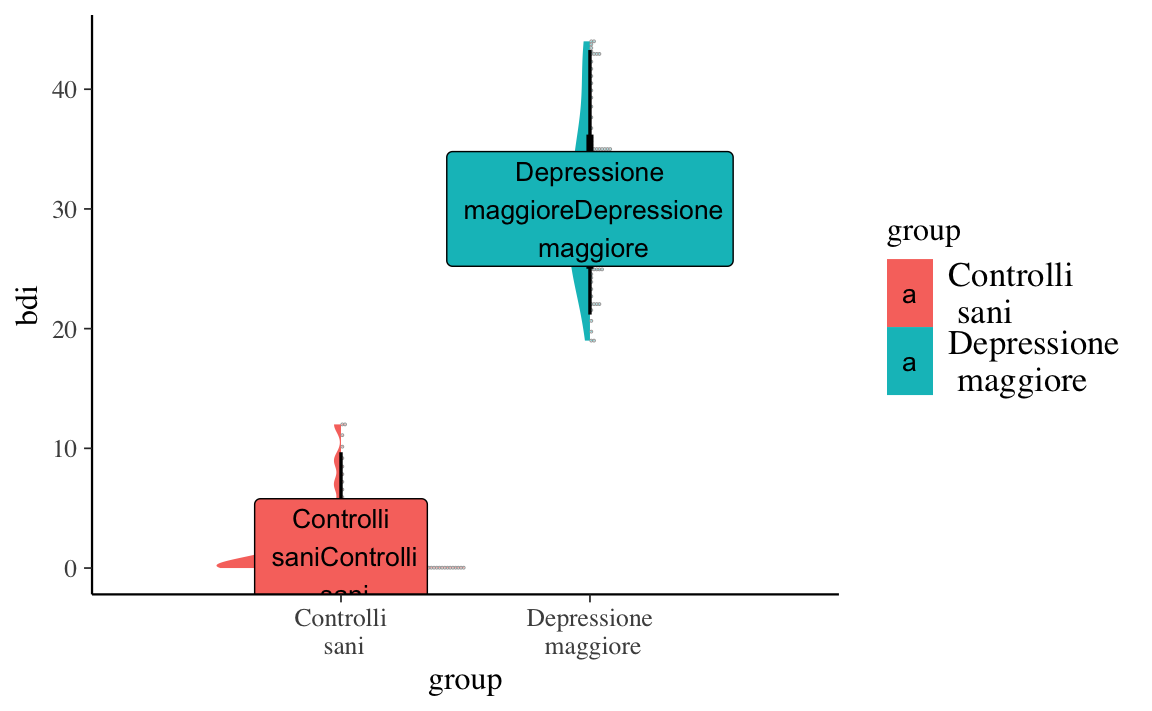 40
30
20
10
0
bdi
Depressione
maggioreDepressione
maggiore
Controlli
saniControlli
sani
Controlli
sani
Depressione
maggiore
group
group
a
Controlli
sani
a
Depressione
maggiore